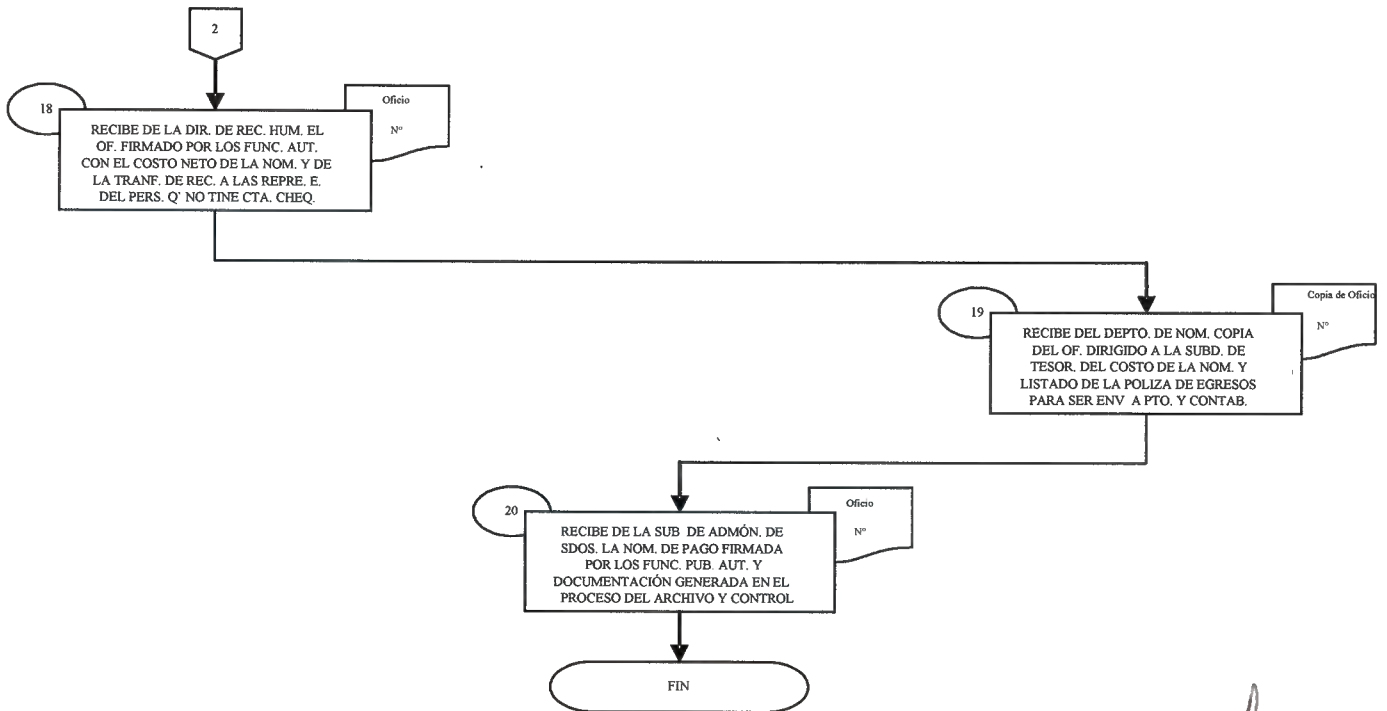 2
18
Oficio
Nº
RECIBE DE LA DIR. DE REC. HUM. EL
OF. FIRMADO POR LOS FUNC. AUT.
CON EL COSTO NETO DE LA NOM. Y DE
LA TRANF. DE REC. A LAS REPRE. E.
DEL PERS. Q' NO TINE CTA. CHEQ.
19
Copia de Oficio
Nº
RECIBE DEL DEPTO. DE NOM. COPIA
DEL OF. DIRIGIDO A LA SUBD. DE
TESOR. DEL COSTO DE LA NOM. Y
LISTADO DE LA POLIZA DE EGRESOS
PARA SER ENV A PTO. Y CONTAB.
20
Oficio
Nº
RECIBE DE LA SUB DE ADMÓN. DE
SDOS. LA NOM. DE PAGO FIRMADA
POR LOS FUNC. PUB. AUT. Y
DOCUMENTACIÓN GENERADA EN EL
PROCESO DEL ARCHIVO Y CONTROL
FIN